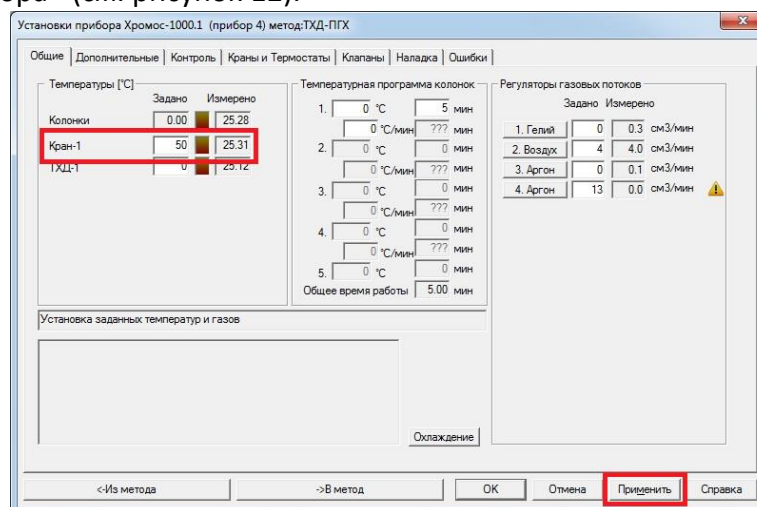 ора" (см. рисунок 22).
Установки прибора Хромос-1000.1 (прибор 4) метод:ТХД-ПГХ
Общие Дополнительные Контроль Краны и Термостаты Клапаны Наладка Ошибки
Температуры [°C]
Задано Измерено
Колонки 0.00 25.28
Кран-1 50 25.31
ТХД-1 0 25.12
Температурная программа колонок
1. 0 °C 5 мин
0 °C/мин ??? мин
2. 0 °C 0 мин
0 °C/мин ??? мин
3. 0 °C 0 мин
0 °C/мин ??? мин
4. 0 °C 0 мин
0 °C/мин ??? мин
5. 0 °C 0 мин
Общее время работы 5.00 мин
Регуляторы газовых потоков
Задано Измерено
1. Гелий 0 0.3 см3/мин
2. Воздух 4 4.0 см3/мин
3. Аргон 0 0.1 см3/мин
4. Аргон 13 0.0 см3/мин
Установка заданных температур и газов
Охлаждение
<-Из метода ->В метод OK Отмена Применить Справка